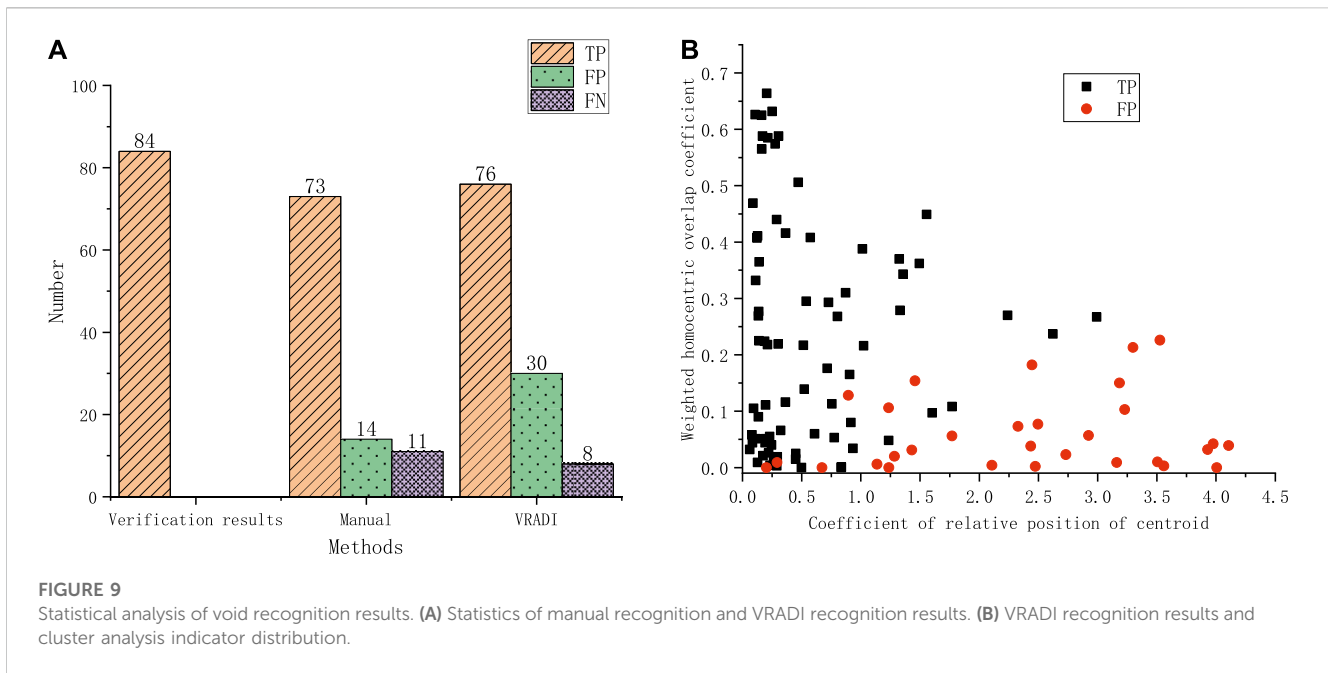 A
TP
FP
FN
100
80
60
40
20
0
Number
84
73
14
11
76
30
8
Verification results
Manual
VRADI
Methods
B
TP
FP
0.7
0.6
0.5
0.4
0.3
0.2
0.1
0.0
Weighted homocentric overlap coefficient
0.0 0.5 1.0 1.5 2.0 2.5 3.0 3.5 4.0 4.5
Coefficient of relative position of centroid
FIGURE 9
Statistical analysis of void recognition results. (A) Statistics of manual recognition and VRADI recognition results. (B) VRADI recognition results and
cluster analysis indicator distribution.